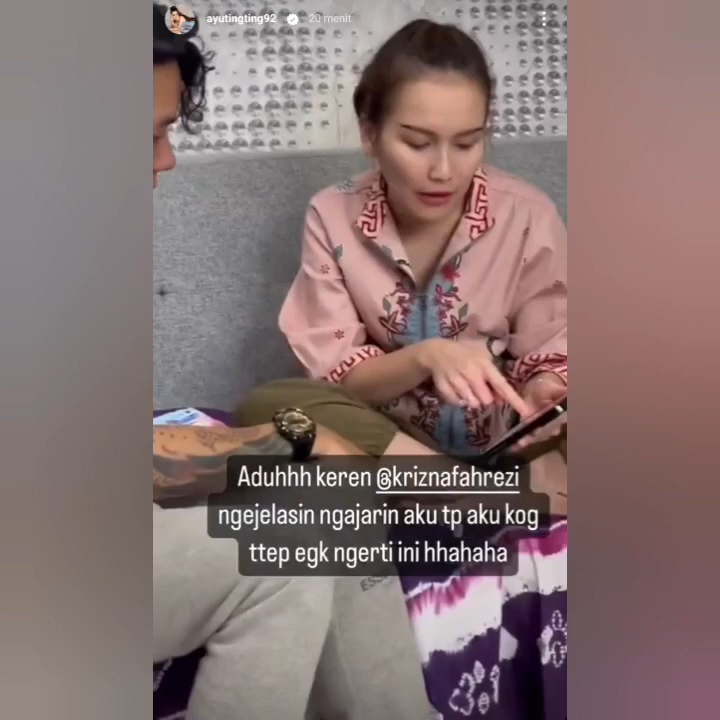 ayutingting92 20 menit
Aduhhh keren @kriznafahrezi
ngejelasin ngajarin aku tp aku kog
ttep egk ngerti ini hhahaha